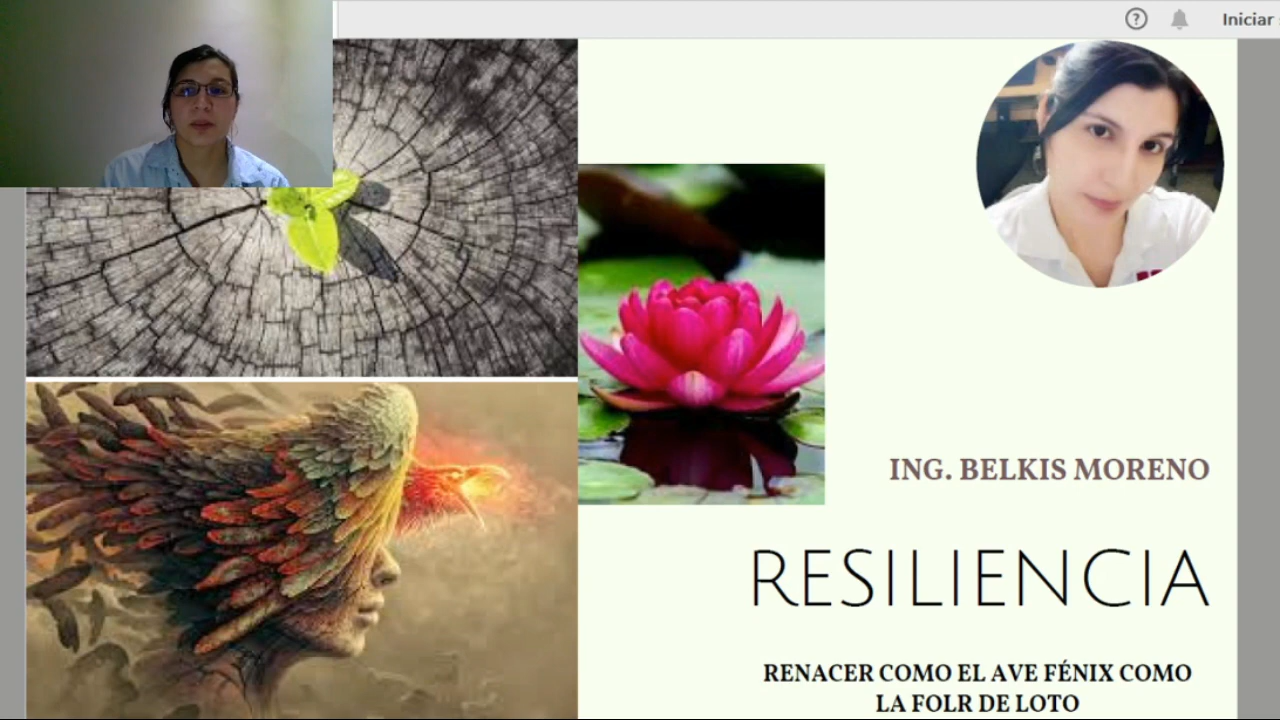 Iniciar
ING. BELKIS MORENO
RESILIENCIA
RENACER COMO EL AVE FÉNIX COMO
LA FOLR DE LOTO